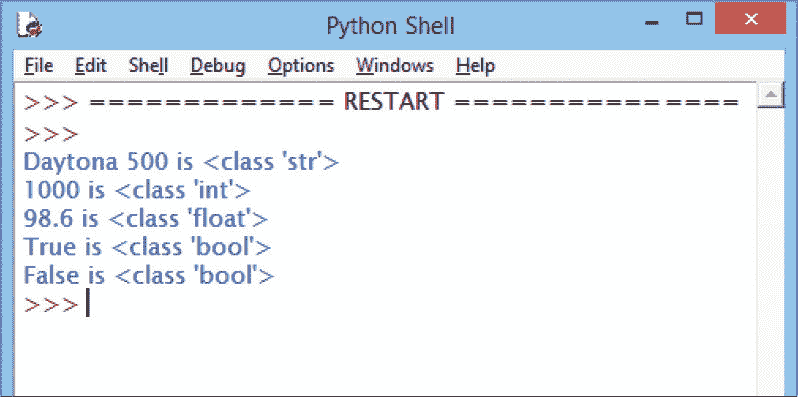 Python Shell
File Edit Shell Debug Options Windows Help
>>> ============= RESTART ===============
>>>
Daytona 500 is <class 'str'>
1000 is <class 'int'>
98.6 is <class 'float'>
True is <class 'bool'>
False is <class 'bool'>
>>>